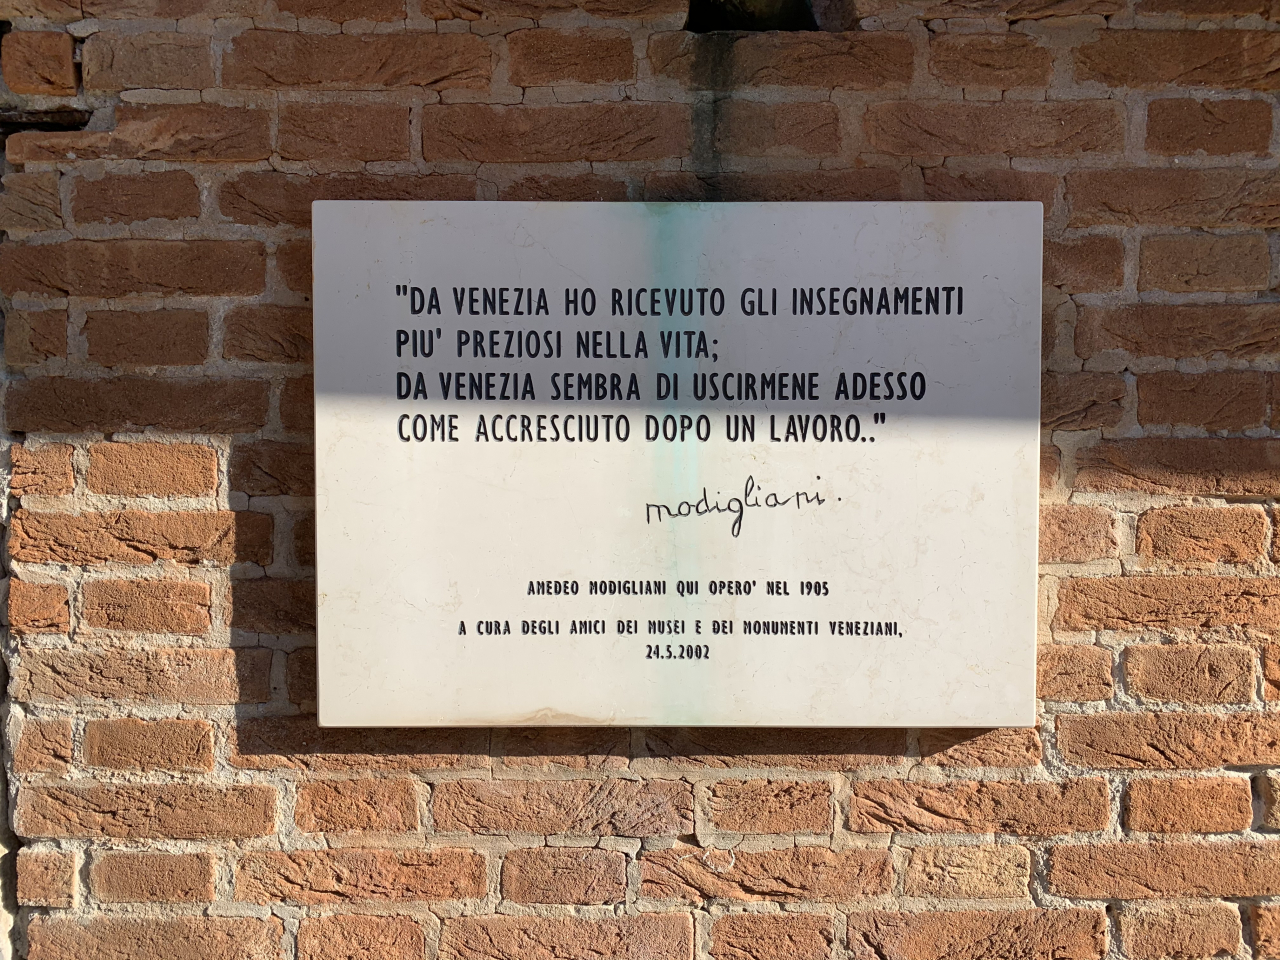 "DA VENEZIA HO RICEVUTO GLI INSEGNAMENTI
PIU' PREZIOSI NELLA VITA;
DA VENEZIA SEMBRA DI USCIRMENE ADESSO
COME ACCRESCIUTO DOPO UN LAVORO.."
modigliani.
AMEDEO MODIGLIANI QUI OPERO' NEL 1905
A CURA DEGLI AMICI DEI MUSEI E DEI MONUMENTI VENEZIANI,
24.5.2002